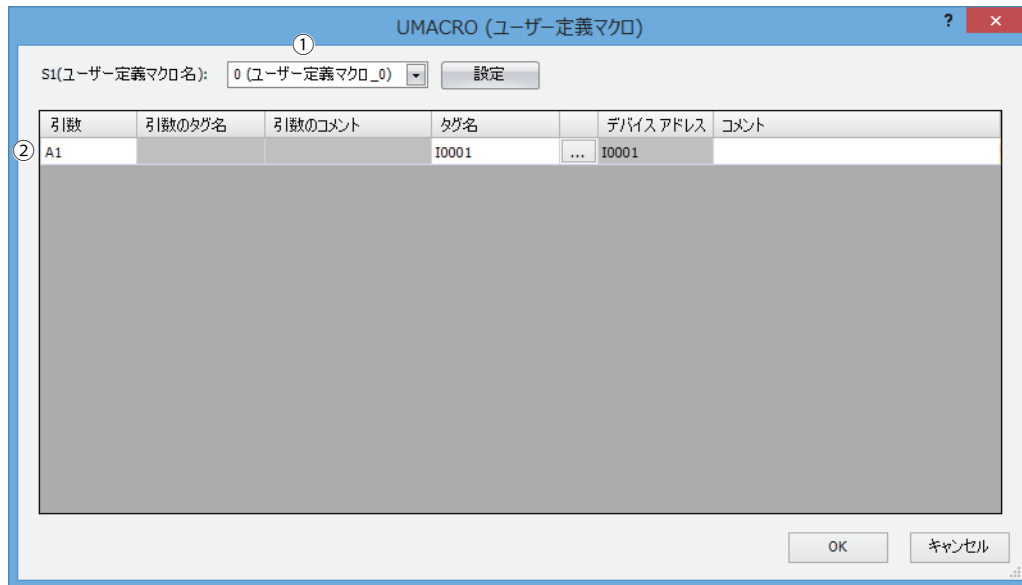 UMACRO (ユーザー定義マクロ) ? ×
①
S1(ユーザー定義マクロ名): 0 (ユーザー定義マクロ_0) 設定
引数 引数のタグ名 引数のコメント タグ名 デバイス アドレス コメント
② A1 I0001 ... I0001
OK キャンセル